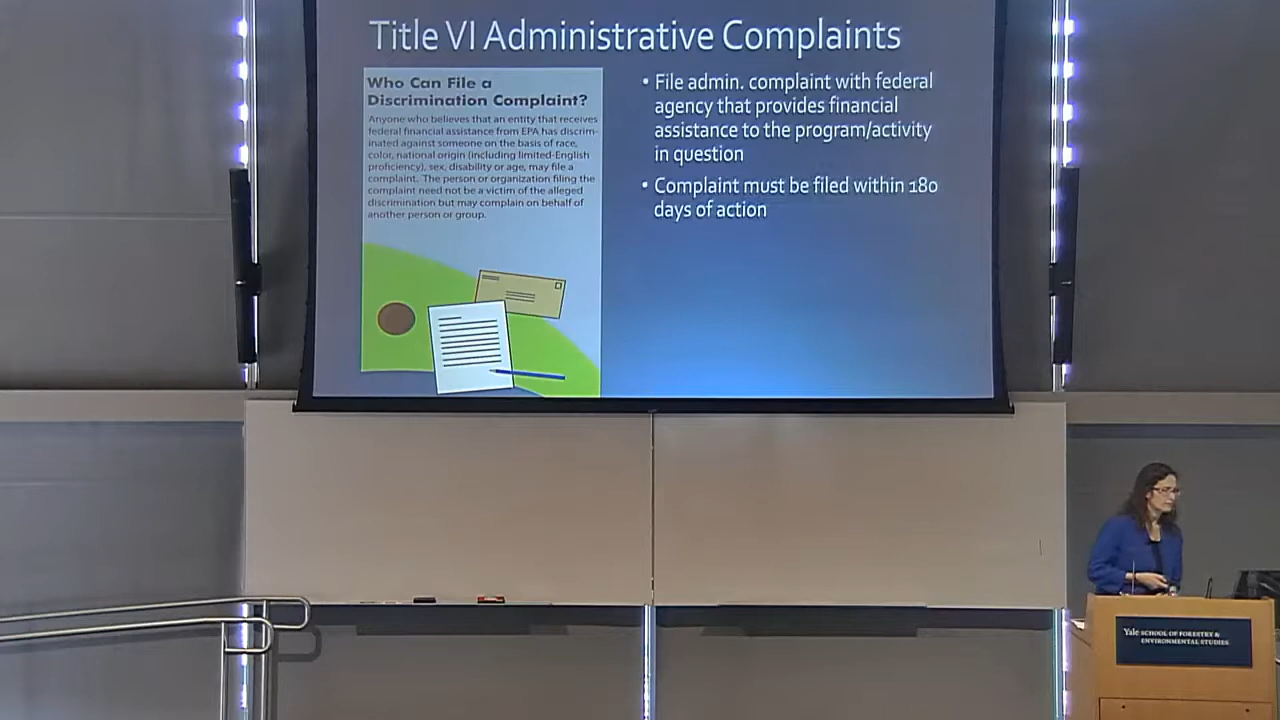 Title VI Administrative Complaints
Who Can File a
Discrimination Complaint?
Anyone who believes that an entity that receives
federal financial assistance from EPA has discrim-
inated against someone on the basis of race,
color, national origin (including limited-English
proficiency), sex, disability or age, may file a
complaint. The person or organization filing the
complaint need not be a victim of the alleged
discrimination but may complain on behalf of
another person or group.
• File admin. complaint with federal
agency that provides financial
assistance to the program/activity
in question
• Complaint must be filed within 180
days of action
Yale SCHOOL OF FORESTRY &
ENVIRONMENTAL STUDIES